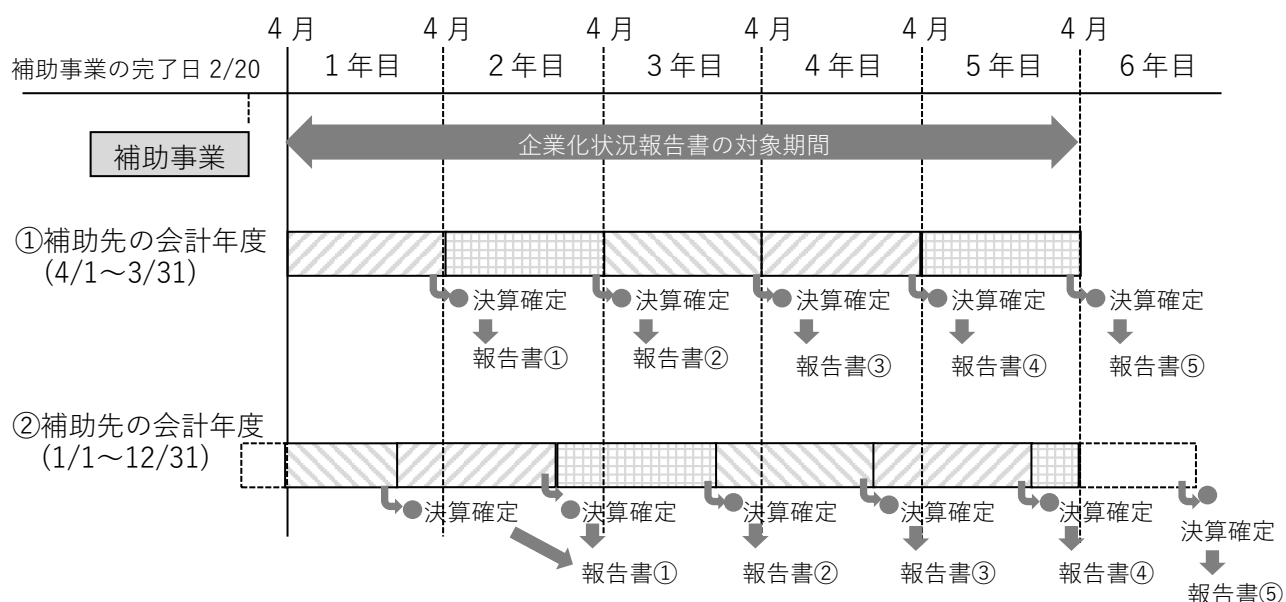 4月 4月 4月 4月 4月 4月
補助事業の完了日 2/20 1年目 2年目 3年目 4年目 5年目 6年目
補助事業 企業化状況報告書の対象期間
①補助先の会計年度
(4/1～3/31)
決算確定 決算確定 決算確定 決算確定 決算確定
報告書① 報告書② 報告書③ 報告書④ 報告書⑤
②補助先の会計年度
(1/1～12/31)
決算確定 決算確定 決算確定 決算確定 決算確定 決算確定
報告書① 報告書② 報告書③ 報告書④ 報告書⑤